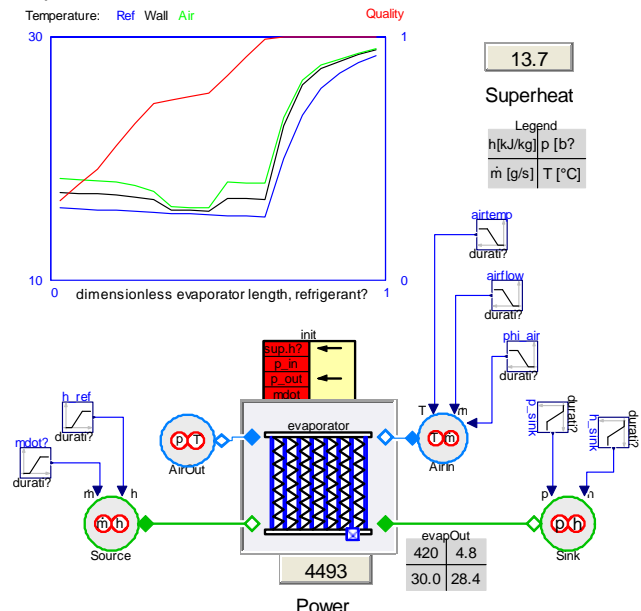 Temperature: Ref Wall Air Quality
30 1
10 0
0 1
dimensionless evaporator length, refrigerant?
13.7
Superheat
Legend
h[kJ/kg] p [b?
ṁ [g/s] T [°C]
airtemp
durati?
airflow
durati?
phi_air
durati?
init
sup.h?
p_in
p_out
mdot
h_ref
durati?
mdot?
durati?
p T
AirOut
evaporator
T ṁ
T ṁ
AirIn
p_sink
durati?
h_sink
durati?
ṁ h
ṁ h
Source
p
p h
Sink
evapOut
420 4.8
30.0 28.4
4493
Power